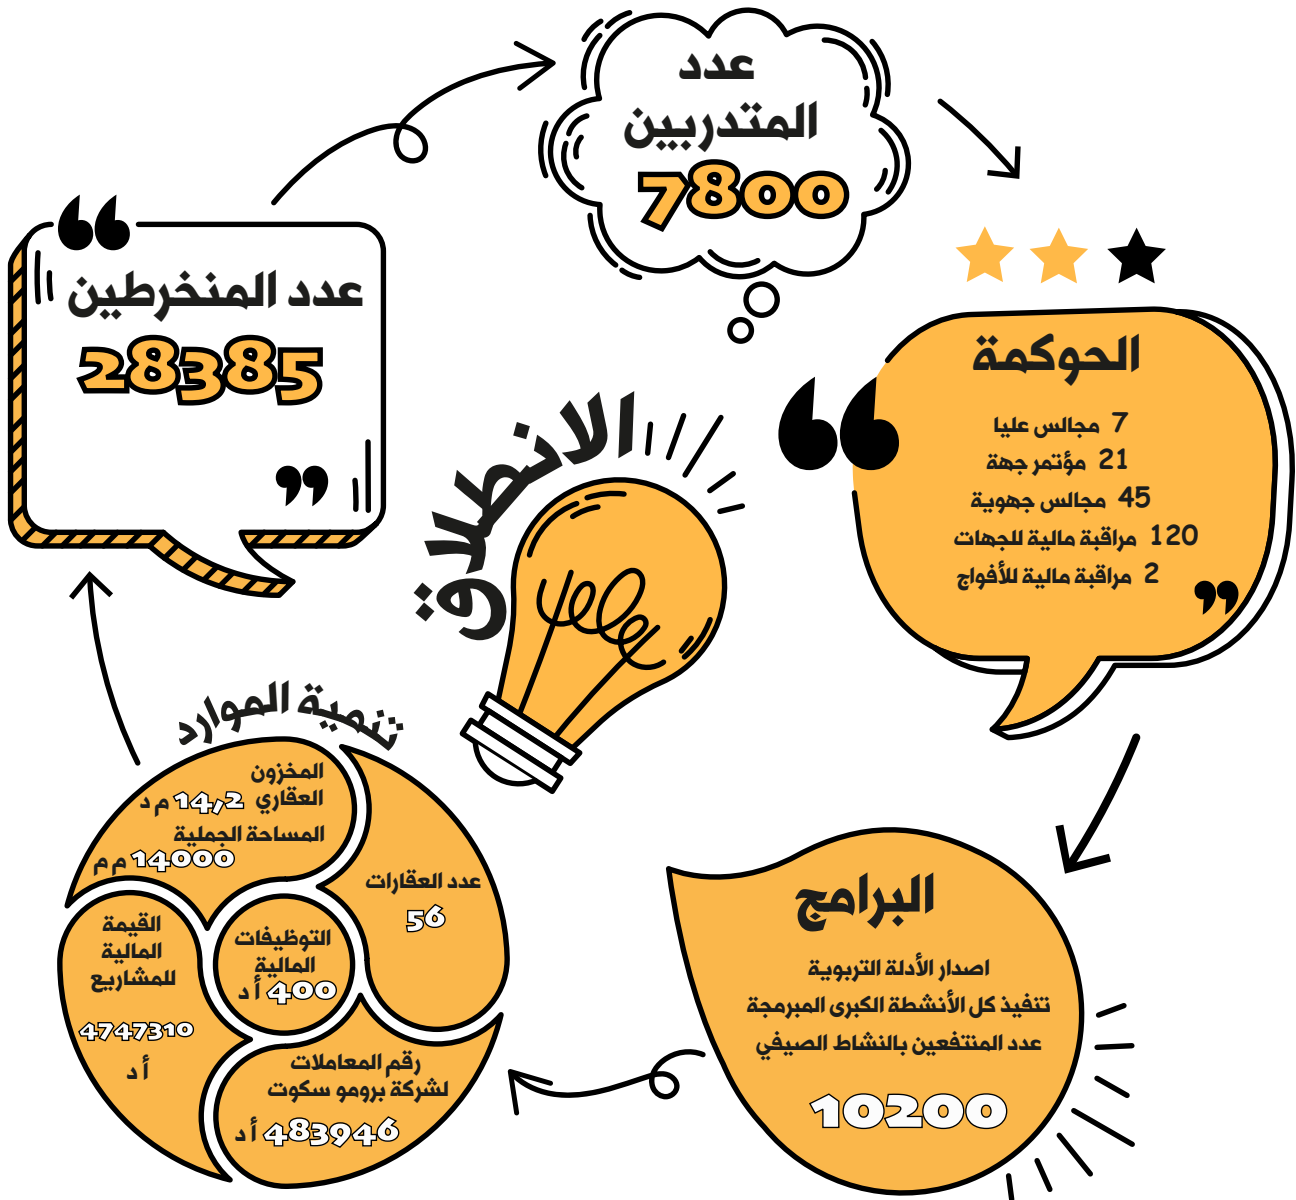 عدد
المتدربين
7800
عدد المنخرطين
28385
الانطلاق
الحوكمة
7 مجالس عليا
21 مؤتمر جهة
45 مجالس جهوية
120 مراقبة مالية للجهات
2 مراقبة مالية للأفواج
البرامج
اصدار الأدلة التربوية
تنفيذ كل الأنشطة الكبرى المبرمجة
عدد المنتفعين بالنشاط الصيفي
10200
تنمية الموارد
المخزون
العقاري 14,2 م د
المساحة الجملية
14000 م م
عدد العقارات
56
القيمة
المالية
للمشاريع
4747310
أ د
التوظيفات
المالية
400 أ د
رقم المعاملات
لشركة برومو سكوت
483946 أ د